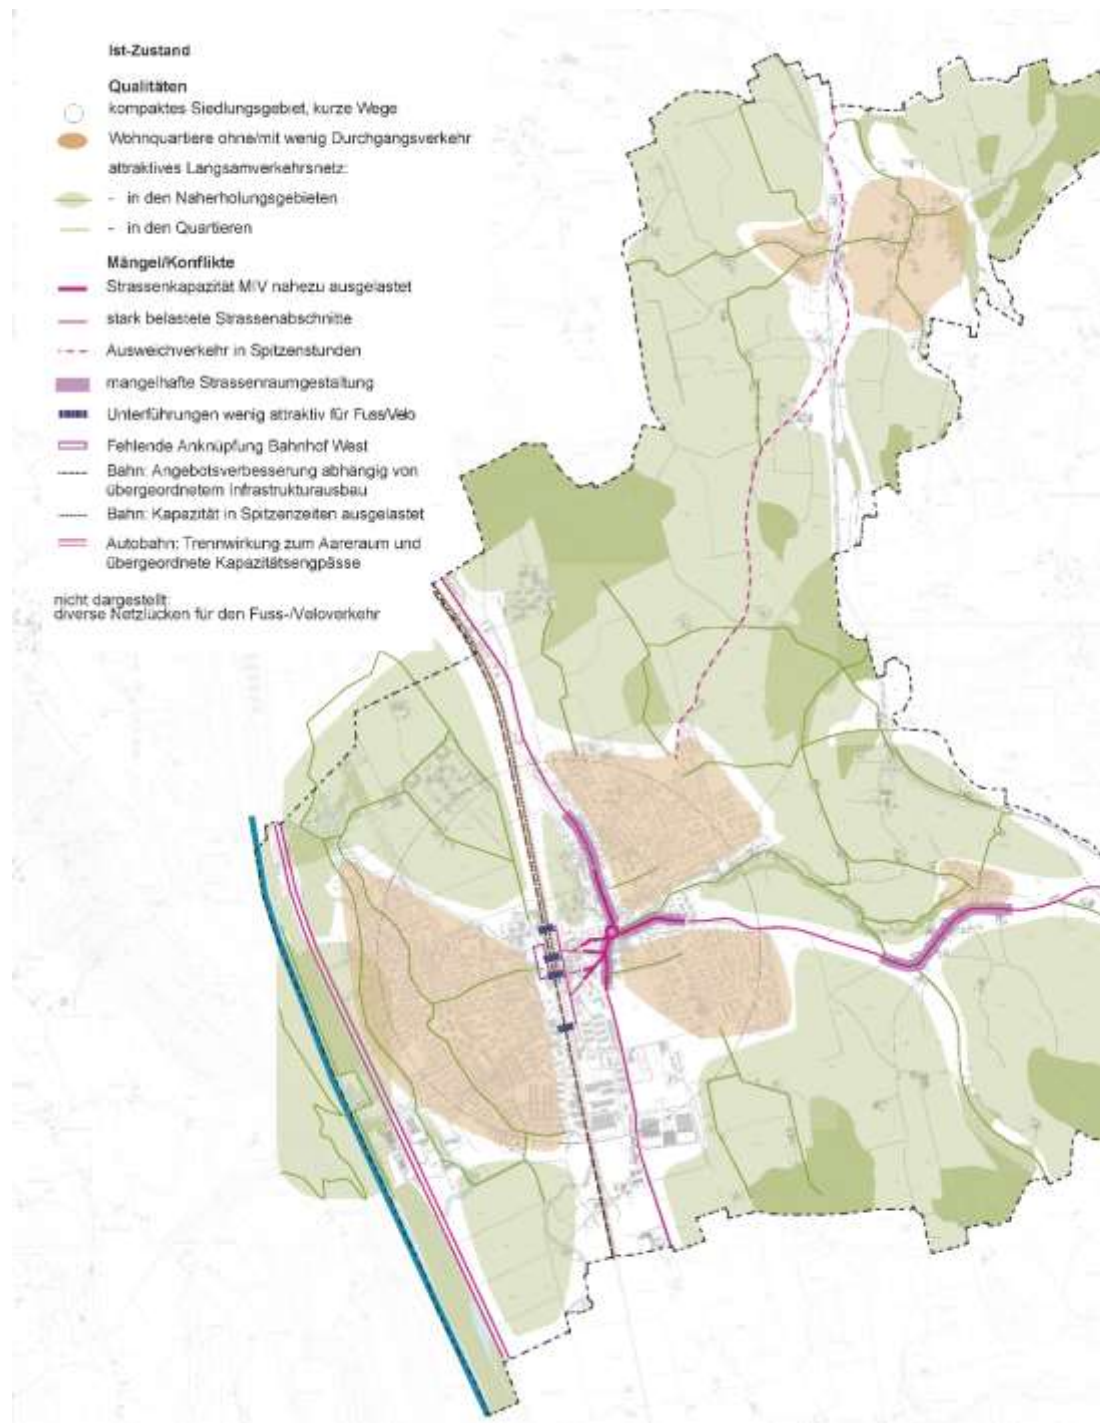 Ist-Zustand
Qualitäten
kompaktes Siedlungsgebiet, kurze Wege
Wohnquartiere ohne/mit wenig Durchgangsverkehr
attraktives Langsamverkehrsnetz:
- in den Naherholungsgebieten
- in den Quartieren
Mängel/Konflikte
Strassenkapazität MIV nahezu ausgelastet
stark belastete Strassenabschnitte
Ausweichverkehr in Spitzenstunden
mangelhafte Strassenraumgestaltung
Unterführungen wenig attraktiv für Fuss/Velo
Fehlende Anknüpfung Bahnhof West
Bahn: Angebotsverbesserung abhängig von
übergeordnetem Infrastrukturausbau
Bahn: Kapazität in Spitzenzeiten ausgelastet
Autobahn: Trennwirkung zum Aareraum und
übergeordnete Kapazitätsengpässe
nicht dargestellt:
diverse Netzlücken für den Fuss-/Veloverkehr